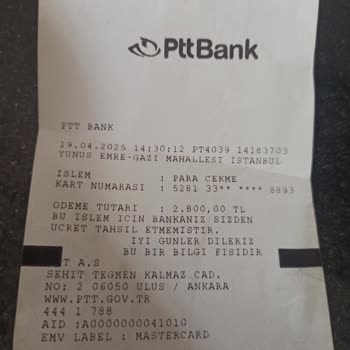 PttBank
PTT BANK
19.04.2025 14:30:12 PT4039 14183703
YUNUS EMRE-GAZI MAHALLESI ISTANBUL
ISLEM : PARA CEKME
KART NUMARASI : 5281 33** **** 8893
ODEME TUTARI : 2.800,00 TL
BU ISLEM ICIN BANKANIZ SIZDEN
UCRET TAHSIL ETMEMISTIR.
IYI GUNLER DILERIZ
BU BIR BILGI FISIDIR
T A.S
SEHIT TEGMEN KALMAZ CAD.
NO: 2 06050 ULUS / ANKARA
WWW.PTT.GOV.TR
444 1 788
AID :A0000000041010
EMV LABEL : MASTERCARD